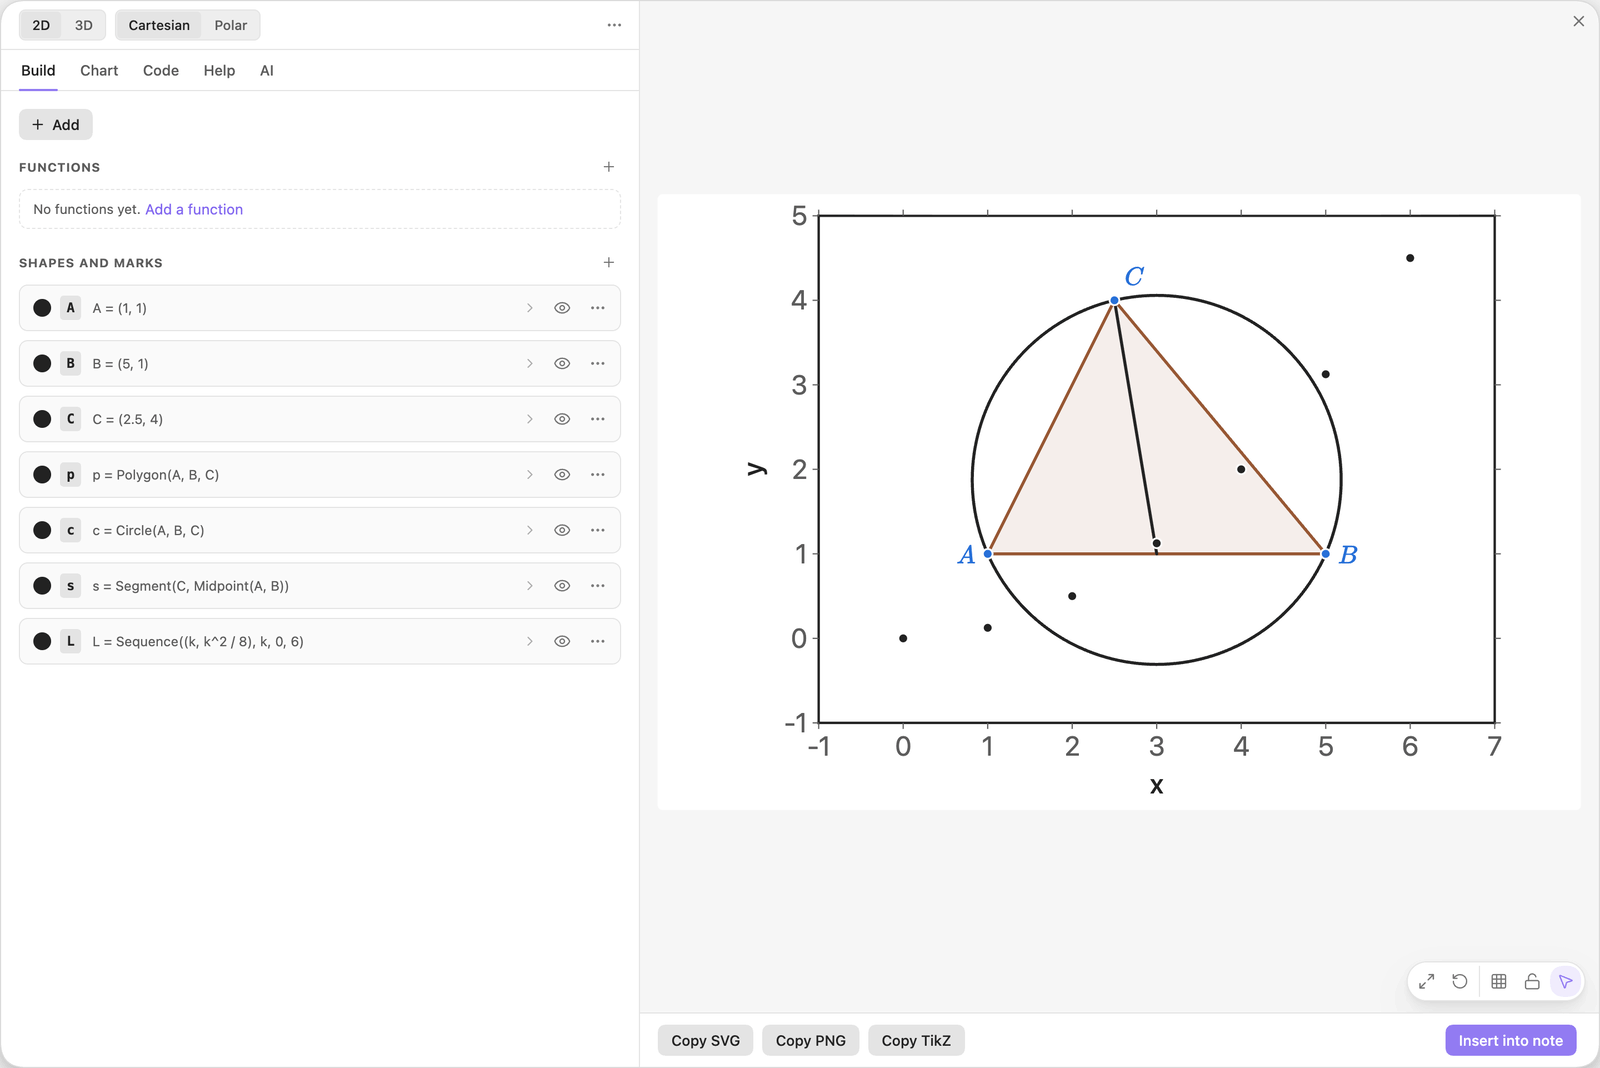 2D 3D Cartesian Polar
Build Chart Code Help AI
+ Add
FUNCTIONS
No functions yet. Add a function
SHAPES AND MARKS
A A = (1, 1)
B B = (5, 1)
C C = (2.5, 4)
p p = Polygon(A, B, C)
c c = Circle(A, B, C)
s s = Segment(C, Midpoint(A, B))
L L = Sequence((k, k^2 / 8), k, 0, 6)
5
4
3
2
1
0
-1
y
C
A
B
-1 0 1 2 3 4 5 6 7
x
Copy SVG Copy PNG Copy TikZ Insert into note